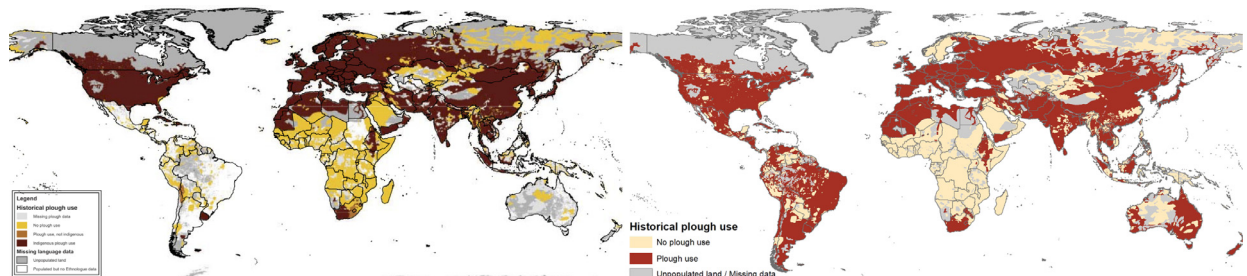 Legend
Historical plough use
Missing plough data
No plough use
Plough use, not indigenous
Indigenous plough use
Missing language data
Unpopulated land
Populated but no Ethnologue data
Historical plough use
No plough use
Plough use
Unpopulated land / Missing data